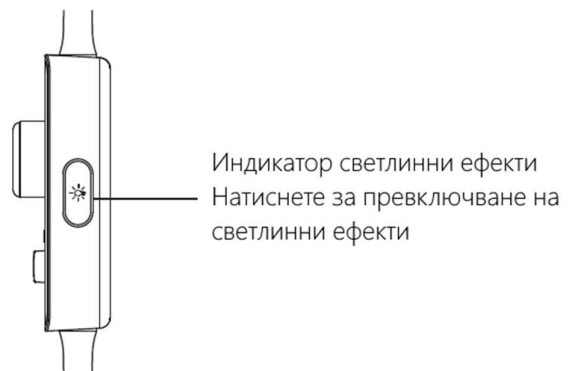 Индикатор светлинни ефекти
Натиснете за превключване на
светлинни ефекти